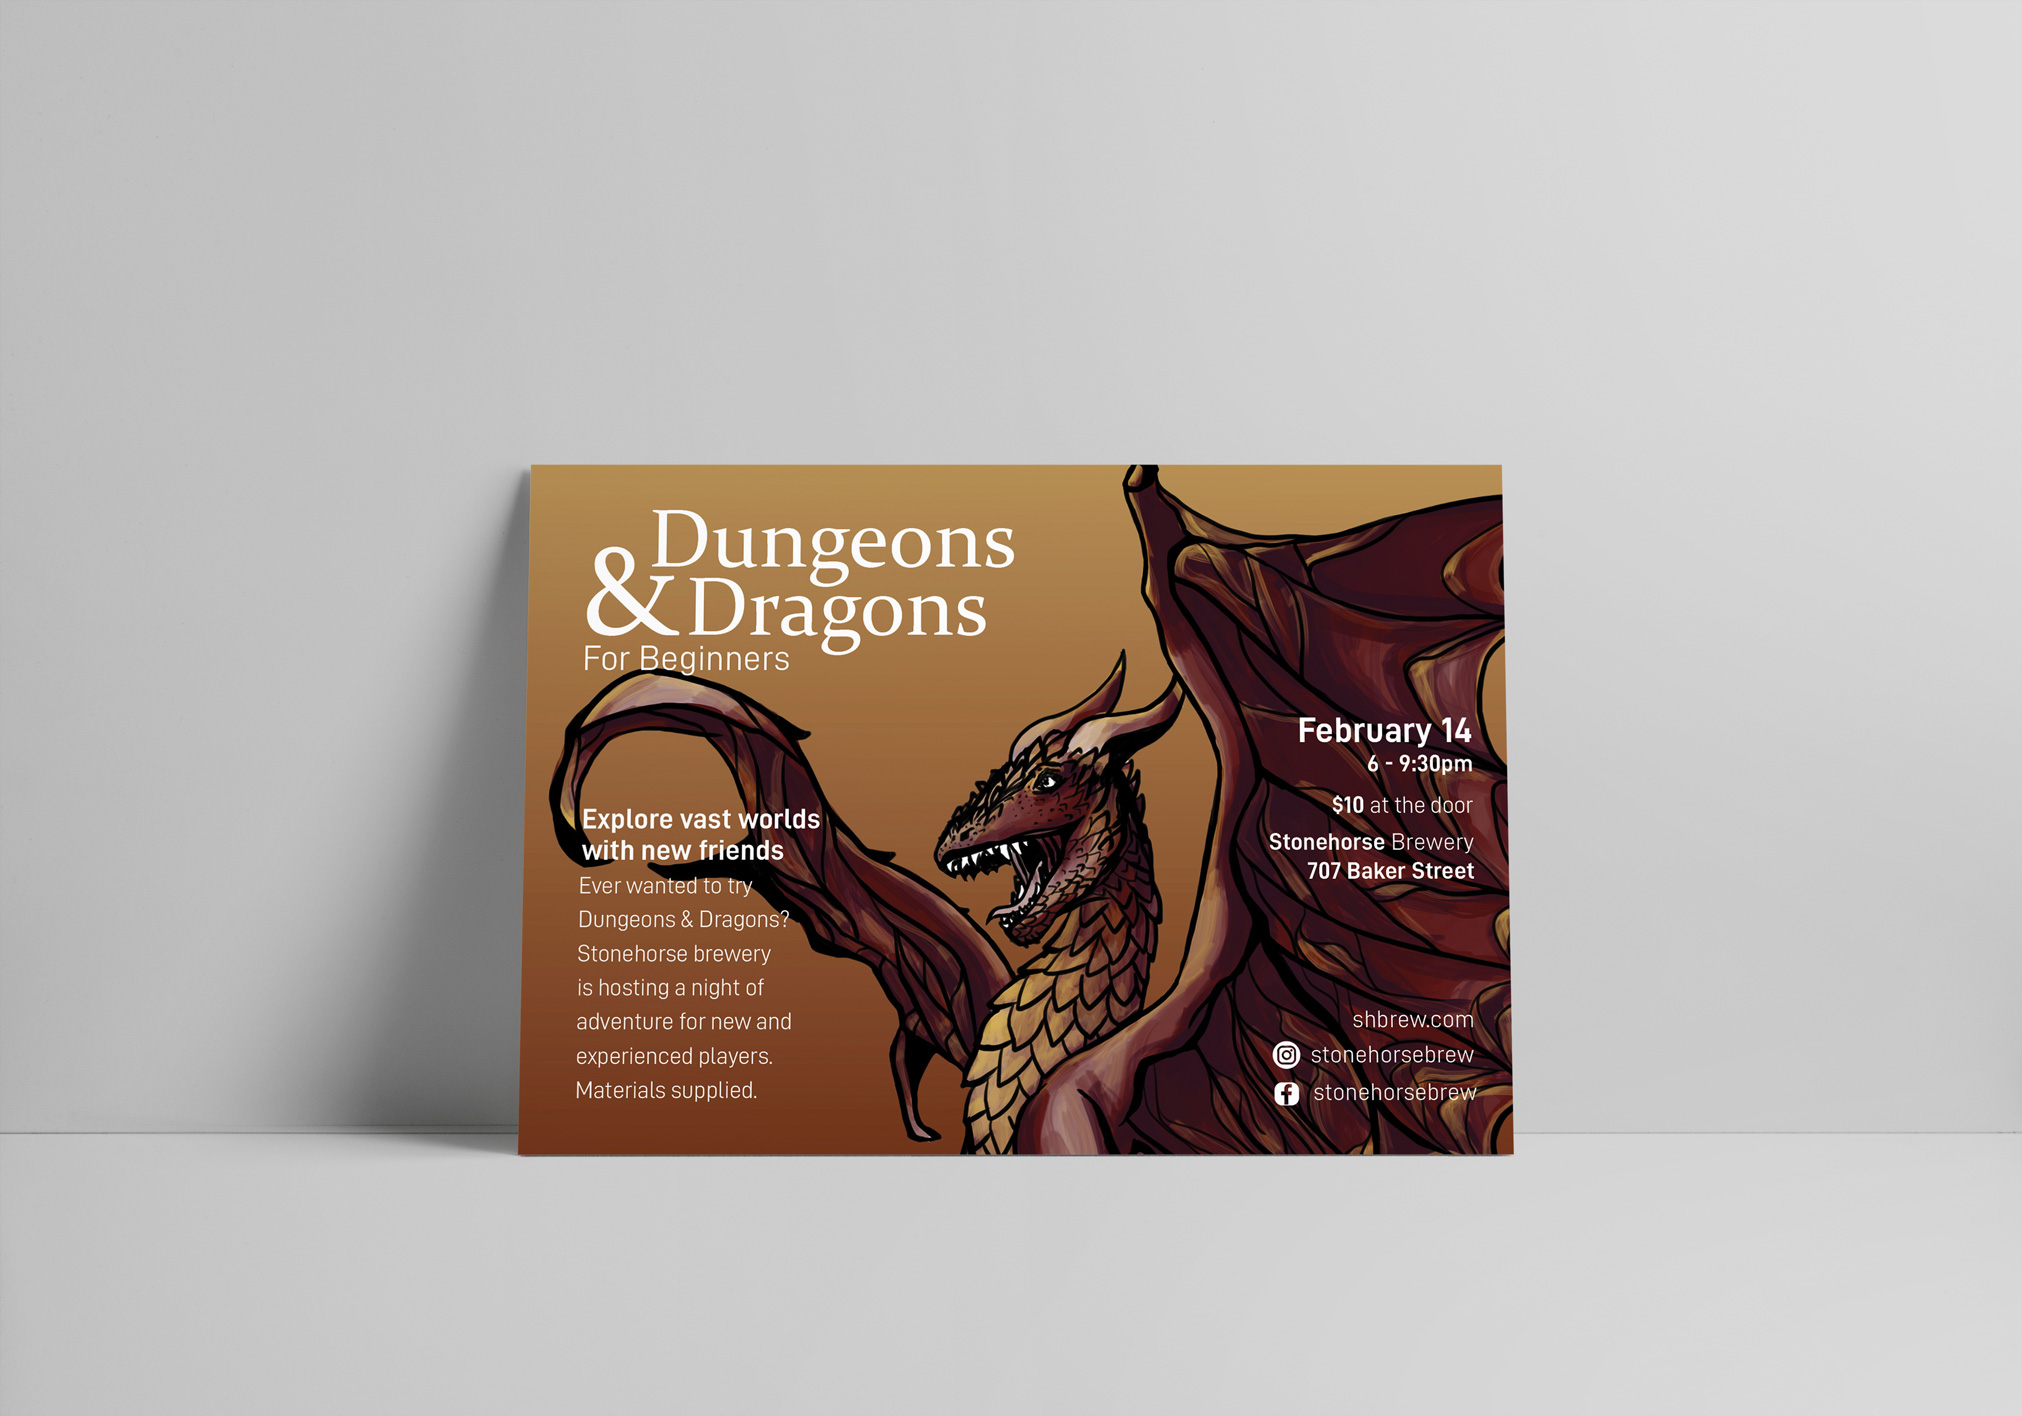 Dungeons
& Dragons
For Beginners
Explore vast worlds
with new friends
Ever wanted to try
Dungeons & Dragons?
Stonehorse brewery
is hosting a night of
adventure for new and
experienced players.
Materials supplied.
February 14
6 - 9:30pm
$10 at the door
Stonehorse Brewery
707 Baker Street
shbrew.com
stonehorsebrew
stonehorsebrew